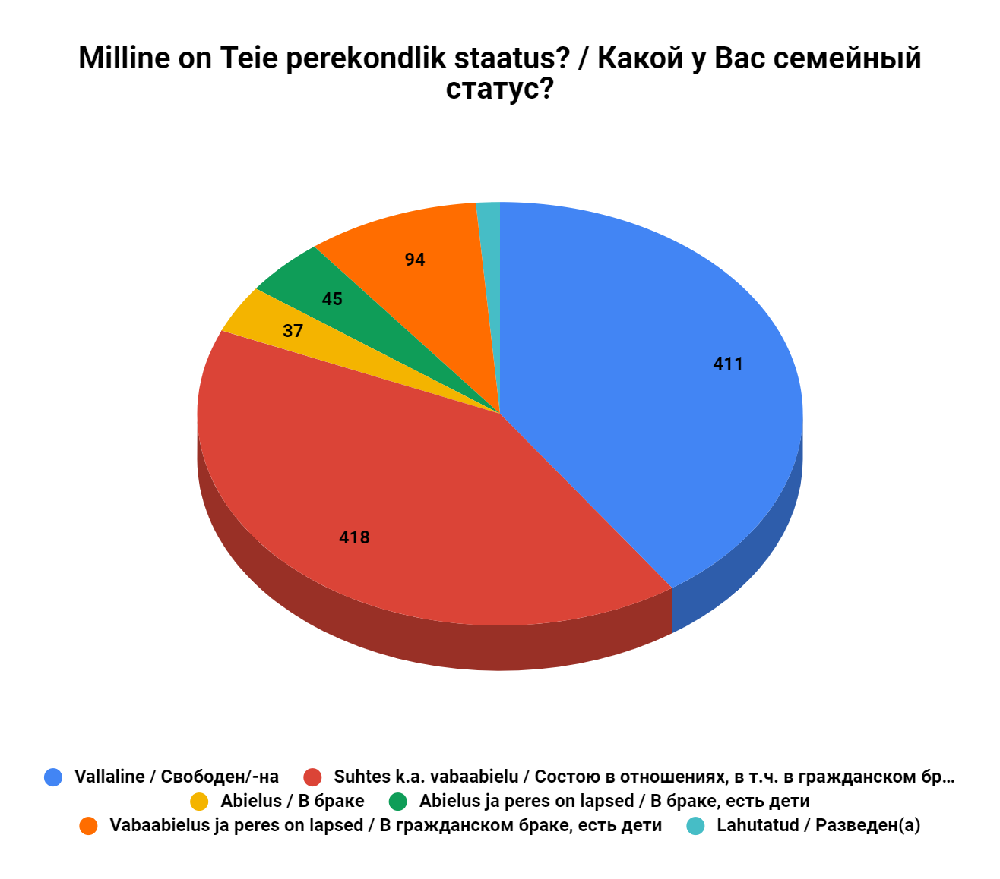 Milline on Teie perekondlik staatus? / Какой у Вас семейный
статус?
94
45
37
411
418
Vallaline / Свободен/-на
Suhtes k.a. vabaabielu / Состою в отношениях, в т.ч. в гражданском бр...
Abielus / В браке
Abielus ja peres on lapsed / В браке, есть дети
Vabaabielus ja peres on lapsed / В гражданском браке, есть дети
Lahutatud / Разведен(а)